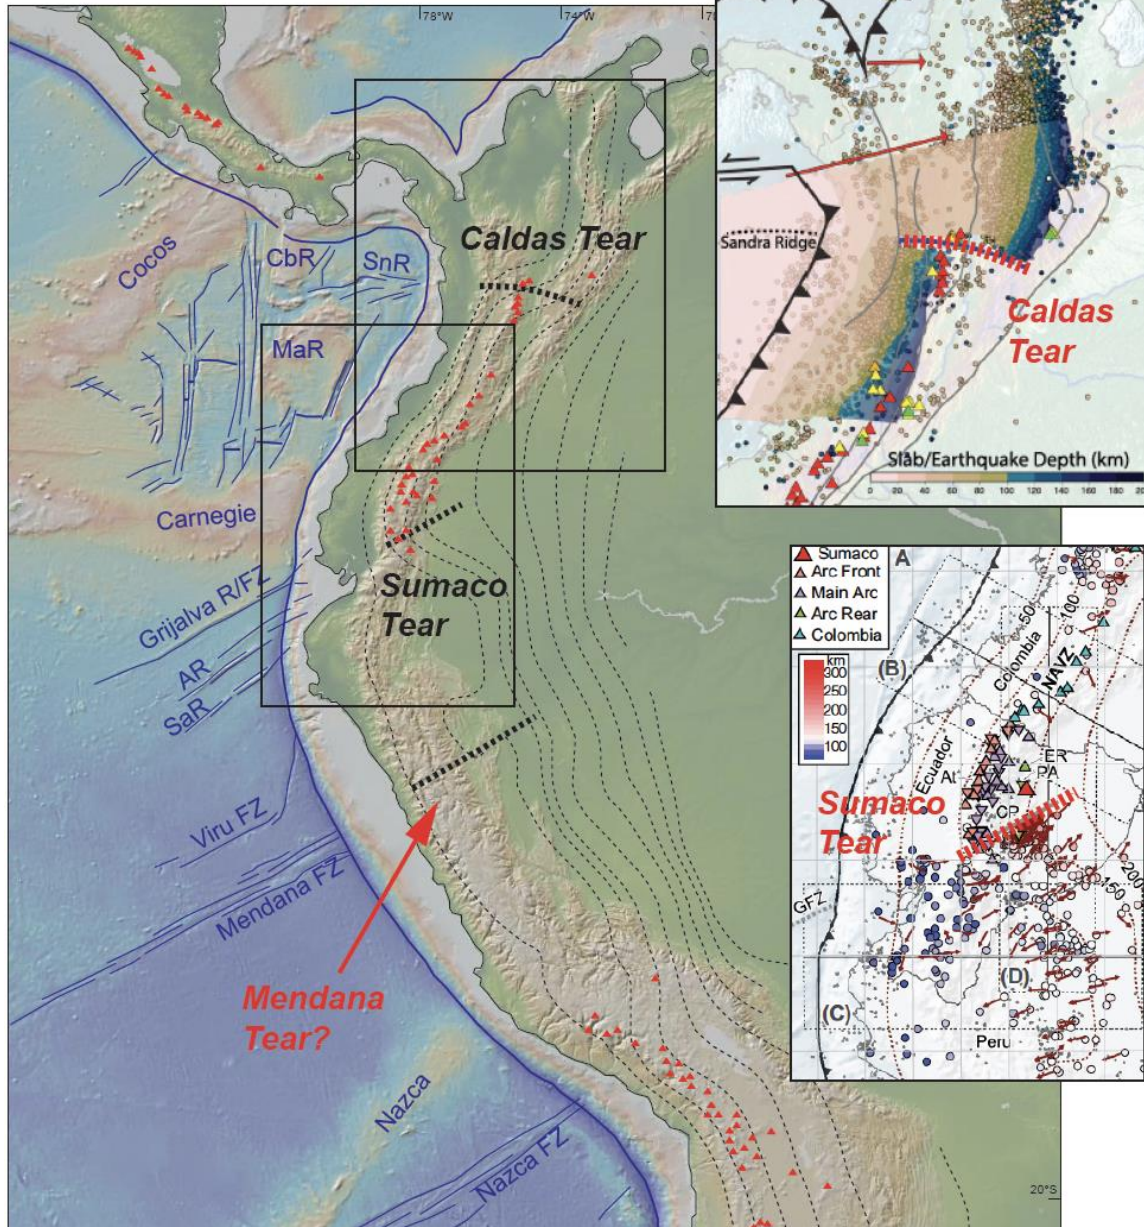 78°W
74°W
Caldas Tear
Cocos
CbR
SnR
MaR
Carnegie
Sumaco
Tear
Grijalva R/FZ
AR
SaR
Viru FZ
Mendana FZ
Mendana
Tear?
Nazca
Nazca FZ
20°S
Sandra Ridge
Caldas
Tear
Slab/Earthquake Depth (km)
0 20 40 60 80 100 120 140 160 180
A
Sumaco
Arc Front
Main Arc
Arc Rear
Colombia
km
300
250
200
150
100
(B)
50
100
Colombia
NAVZ
Ecuador
At
ER
PA
CP
Sumaco
Tear
GFZ
150
200
(D)
(C)
Peru